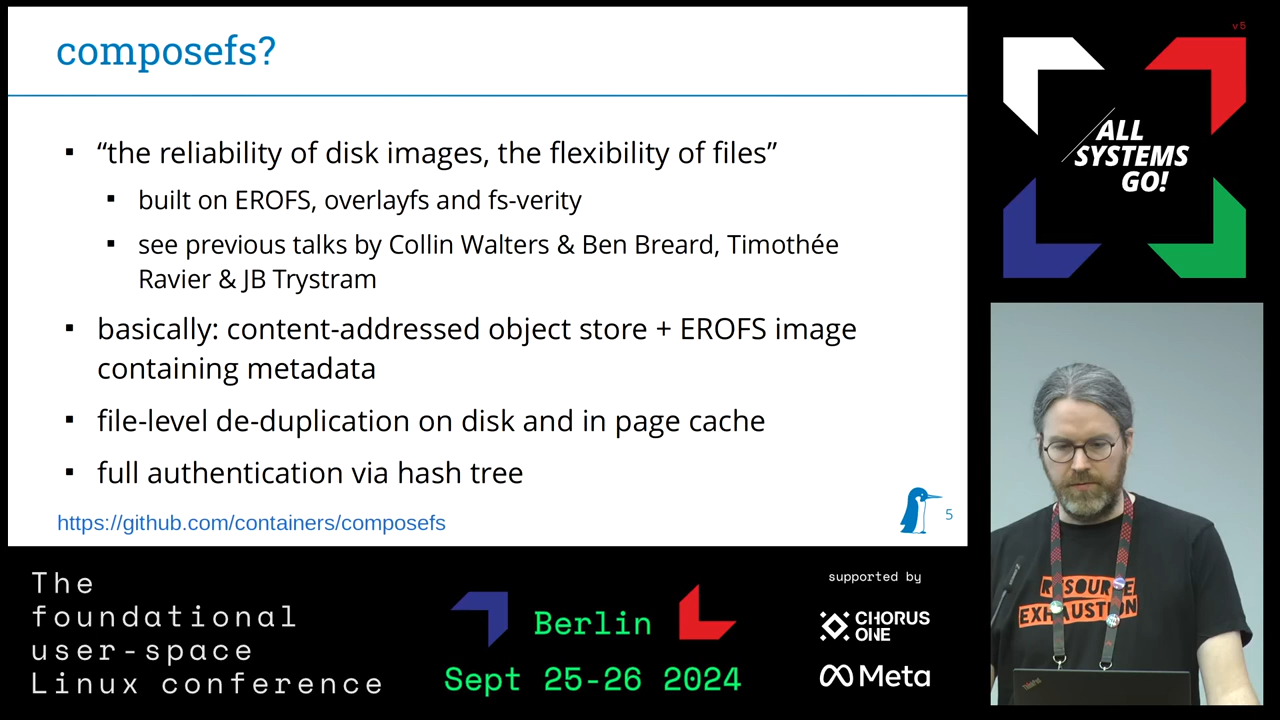 composefs?
▪ “the reliability of disk images, the flexibility of files”
▪ built on EROFS, overlayfs and fs-verity
▪ see previous talks by Collin Walters & Ben Breard, Timothée
Ravier & JB Trystram
▪ basically: content-addressed object store + EROFS image
containing metadata
▪ file-level de-duplication on disk and in page cache
▪ full authentication via hash tree
https://github.com/containers/composefs
5
v5
ALL
SYSTEMS
GO!
RESOURCE
EXHAUSTION
ThinkPad
The
foundational
user-space
Linux conference
Berlin
Sept 25-26 2024
supported by
CHORUS
ONE
Meta